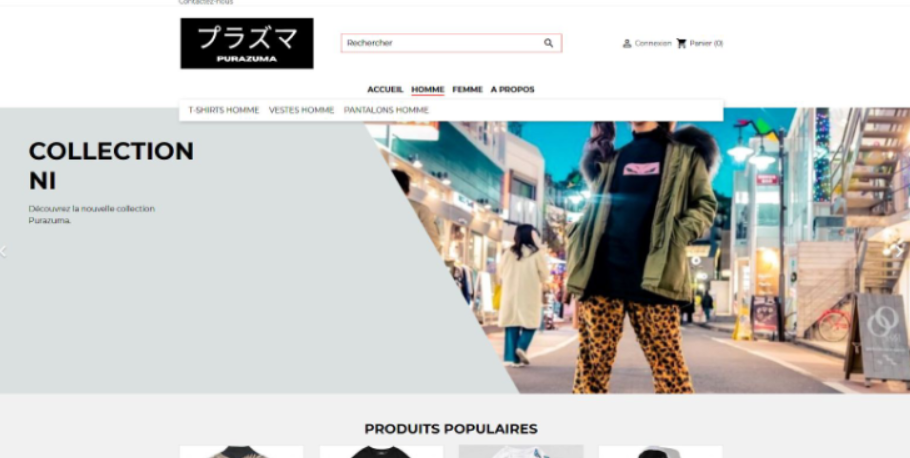 Contactez-nous
プラズマ
PURAZUMA
Rechercher
Connexion
Panier (0)
ACCUEIL HOMME FEMME A PROPOS
T-SHIRTS HOMME VESTES HOMME PANTALONS HOMME
COLLECTION
NI
Découvrez la nouvelle collection
Purazuma.
PRODUITS POPULAIRES